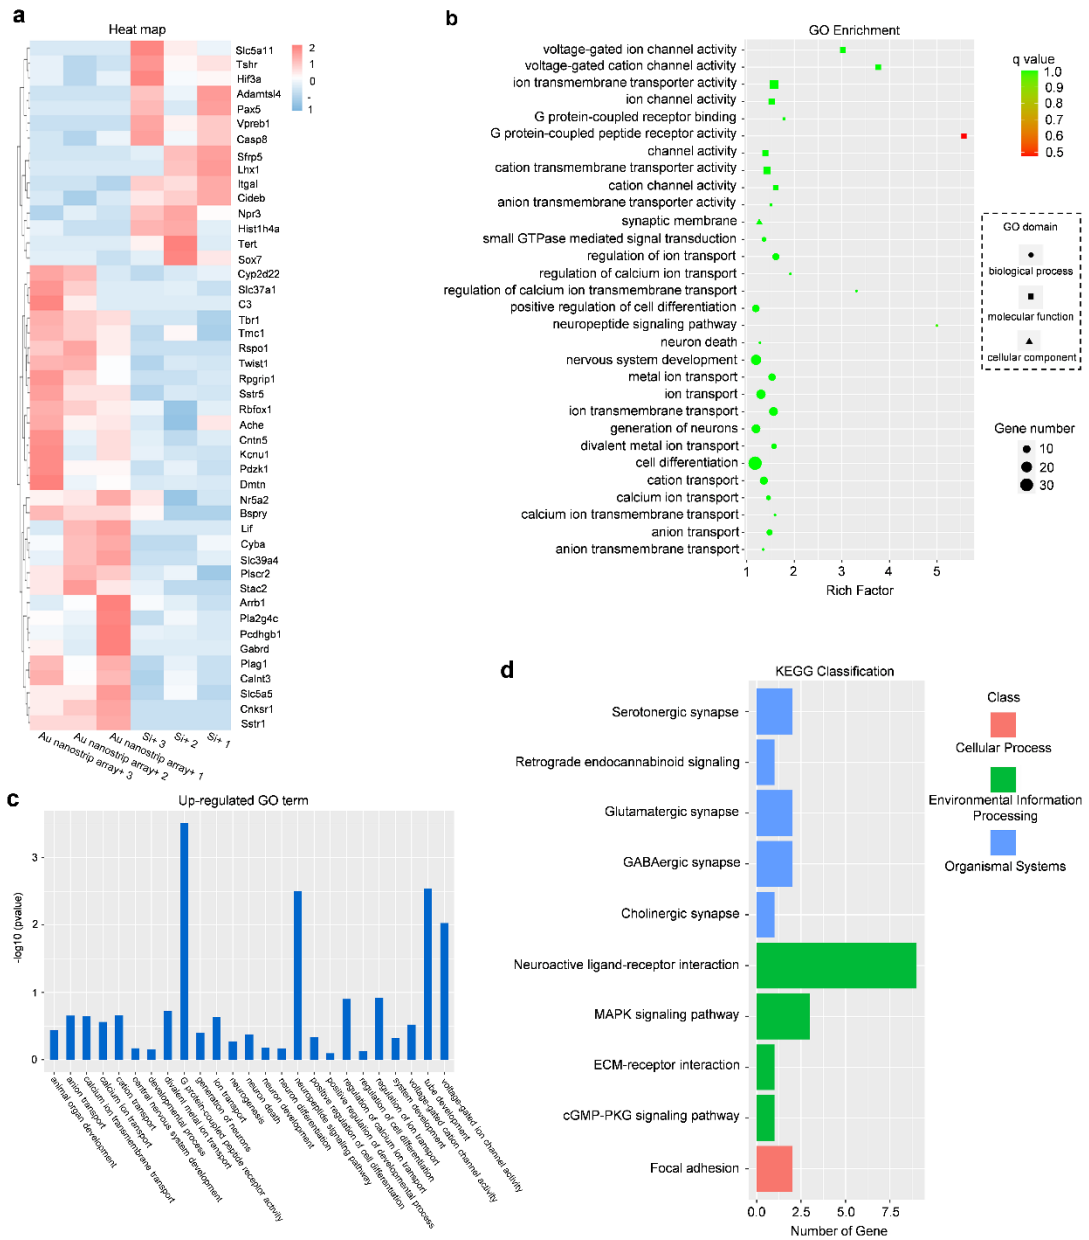 a
Heat map
Slc5a11
Tshr
Hif3a
Adamtsl4
Pax5
Vpreb1
Casp8
Sfrp5
Lhx1
Itgal
Cideb
Npr3
Hist1h4a
Tert
Sox7
Cyp2d22
Slc37a1
C3
Tbr1
Tmc1
Rspo1
Twist1
Rpgrip1
Sstr5
Rbfox1
Ache
Cntn5
Kcnu1
Pdzk1
Dmtn
Nr5a2
Bspry
Lif
Cyba
Slc39a4
Plscr2
Stac2
Arrb1
Pla2g4c
Pcdhgb1
Gabrd
Plag1
Calnt3
Slc5a5
Cnksr1
Sstr1
2
1
0
-
1
Au nanostrip array+ 3
Au nanostrip array+ 2
Au nanostrip array+ 1
Si+ 3
Si+ 2
Si+ 1
b
GO Enrichment
voltage-gated ion channel activity
voltage-gated cation channel activity
ion transmembrane transporter activity
ion channel activity
G protein-coupled receptor binding
G protein-coupled peptide receptor activity
channel activity
cation transmembrane transporter activity
cation channel activity
anion transmembrane transporter activity
synaptic membrane
small GTPase mediated signal transduction
regulation of ion transport
regulation of calcium ion transport
regulation of calcium ion transmembrane transport
positive regulation of cell differentiation
neuropeptide signaling pathway
neuron death
nervous system development
metal ion transport
ion transport
ion transmembrane transport
generation of neurons
divalent metal ion transport
cell differentiation
cation transport
calcium ion transport
calcium ion transmembrane transport
anion transport
anion transmembrane transport
1
2
3
4
5
Rich Factor
q value
1.0
0.9
0.8
0.7
0.6
0.5
GO domain
biological process
molecular function
cellular component
Gene number
10
20
30
c
Up-regulated GO term
-log10 (pvalue)
3
2
1
0
animal organ development
anion transport
calcium ion transmembrane transport
calcium ion transport
cation transport
central nervous system development
developmental process
divalent metal ion transport
G protein-coupled peptide receptor activity
generation of neurons
ion transport
neurogenesis
neuron death
neuron development
neuron differentiation
neuropeptide signaling pathway
positive regulation of cell differentiation
positive regulation of developmental process
regulation of calcium ion transport
regulation of cell differentiation
regulation of ion transport
system development
voltage-gated cation channel activity
tube development
voltage-gated ion channel activity
d
KEGG Classification
Serotonergic synapse
Retrograde endocannabinoid signaling
Glutamatergic synapse
GABAergic synapse
Cholinergic synapse
Neuroactive ligand-receptor interaction
MAPK signaling pathway
ECM-receptor interaction
cGMP-PKG signaling pathway
Focal adhesion
0.0
2.5
5.0
7.5
Number of Gene
Class
Cellular Process
Environmental Information
Processing
Organismal Systems